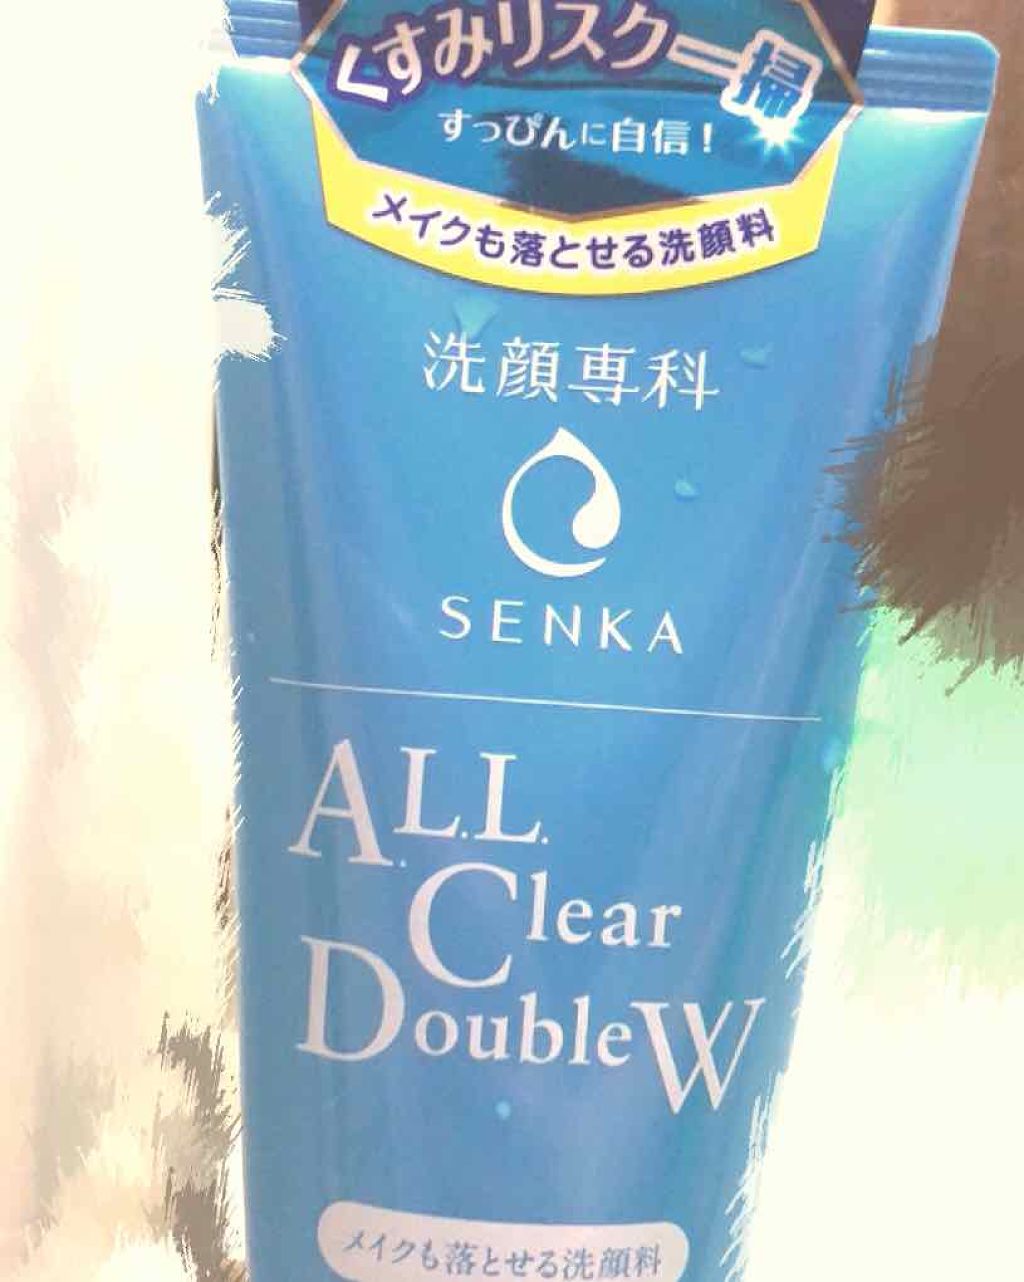 くすみリスク一掃
すっぴんに自信！
メイクも落とせる洗顔料
洗顔専科
SENKA
A.L.L.
Clear
Double W
メイクも落とせる洗顔料